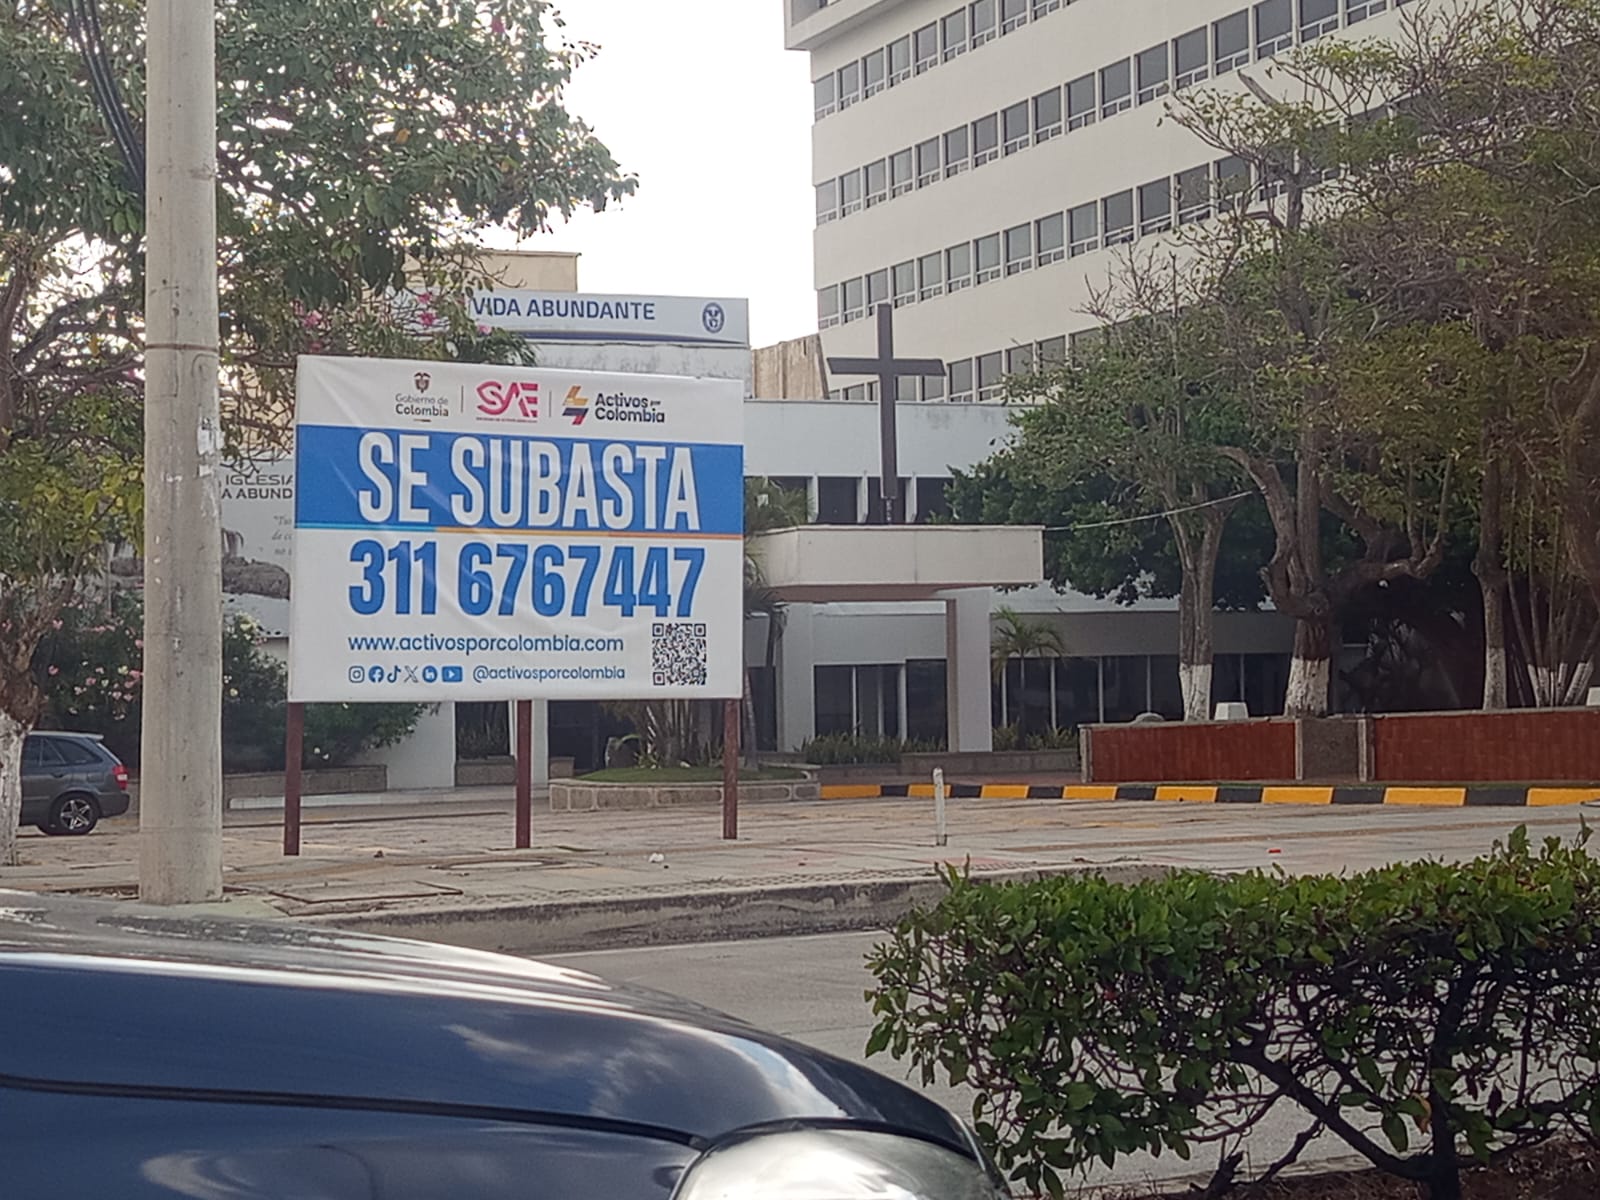 VIDA ABUNDANTE
Gobierno de
Colombia
SAE
Activos por
Colombia
SE SUBASTA
311 6767447
www.activosporcolombia.com
@activosporcolombia
IGLESIA
A ABUND